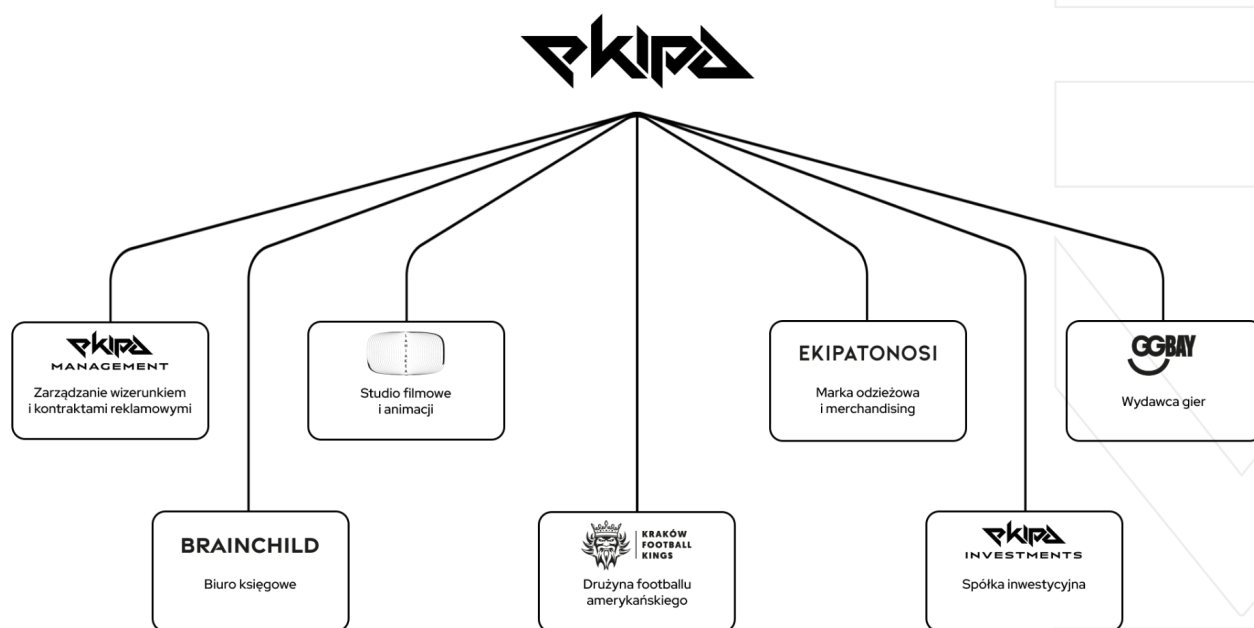 ekipa
ekipa
MANAGEMENT
Zarządzanie wizerunkiem
i kontraktami reklamowymi
Studio filmowe
i animacji
EKIPATONOSI
Marka odzieżowa
i merchandising
GGBAY
Wydawca gier
BRAINCHILD
Biuro księgowe
KRAKÓW
FOOTBALL
KINGS
Drużyna footballu
amerykańskiego
ekipa
INVESTMENTS
Spółka inwestycyjna